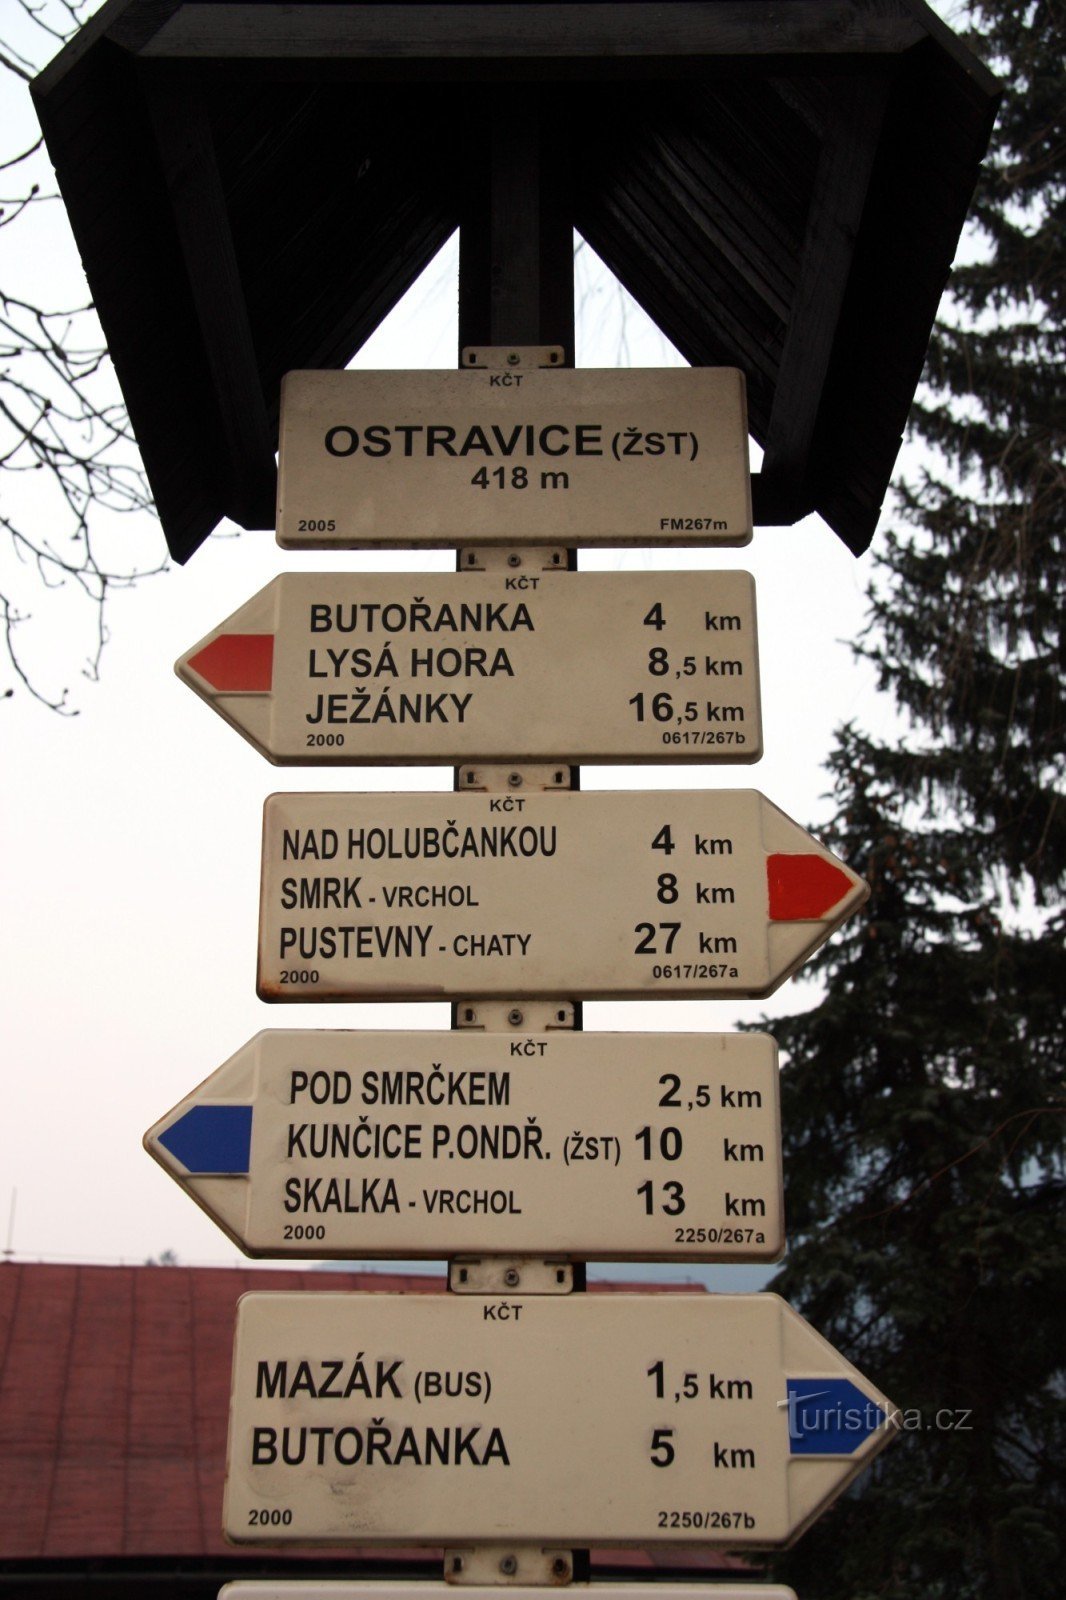 KČT
OSTRAVICE (ŽST)
418 m
2005 FM267m
KČT
BUTOŘANKA 4 km
LYSÁ HORA 8,5 km
JEŽÁNKY 16,5 km
2000 0617/267b
KČT
NAD HOLUBČANKOU 4 km
SMRK - VRCHOL 8 km
PUSTEVNY - CHATY 27 km
2000 0617/267a
KČT
POD SMRČKEM 2,5 km
KUNČICE P.ONDŘ. (ŽST) 10 km
SKALKA - VRCHOL 13 km
2000 2250/267a
KČT
MAZÁK (BUS) 1,5 km
BUTOŘANKA 5 km
2000 2250/267b
Turistika.cz